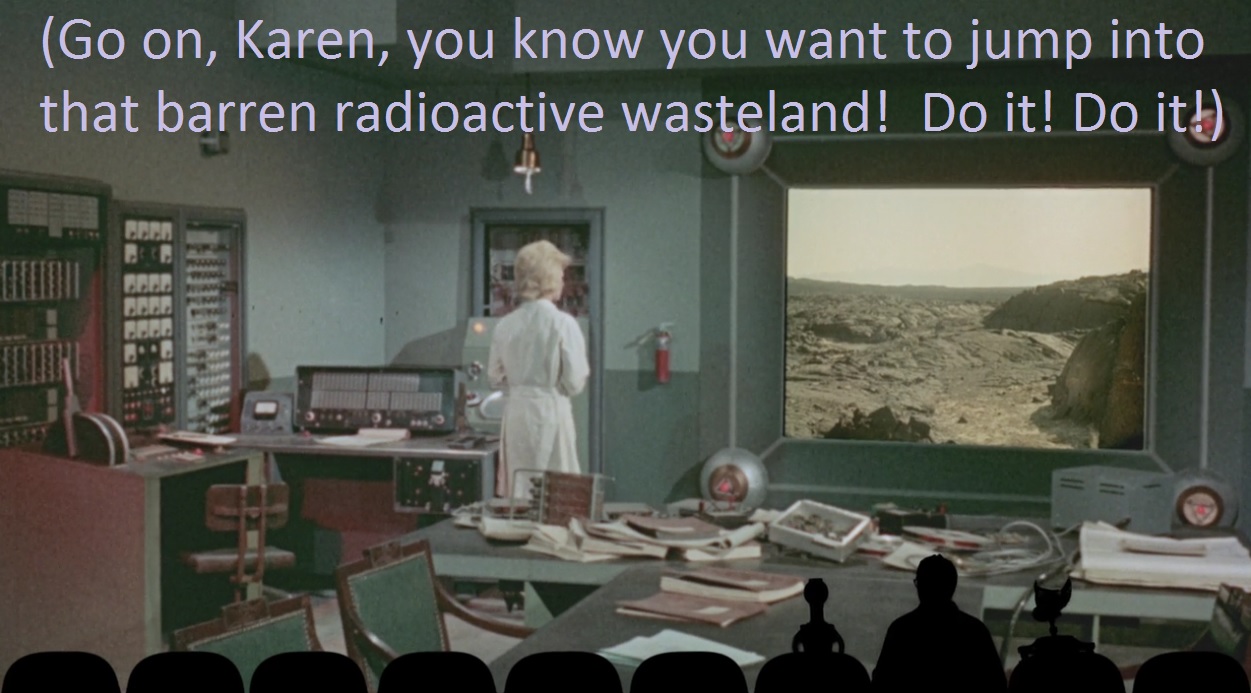 (Go on, Karen, you know you want to jump into
that barren radioactive wasteland!  Do it! Do it!)